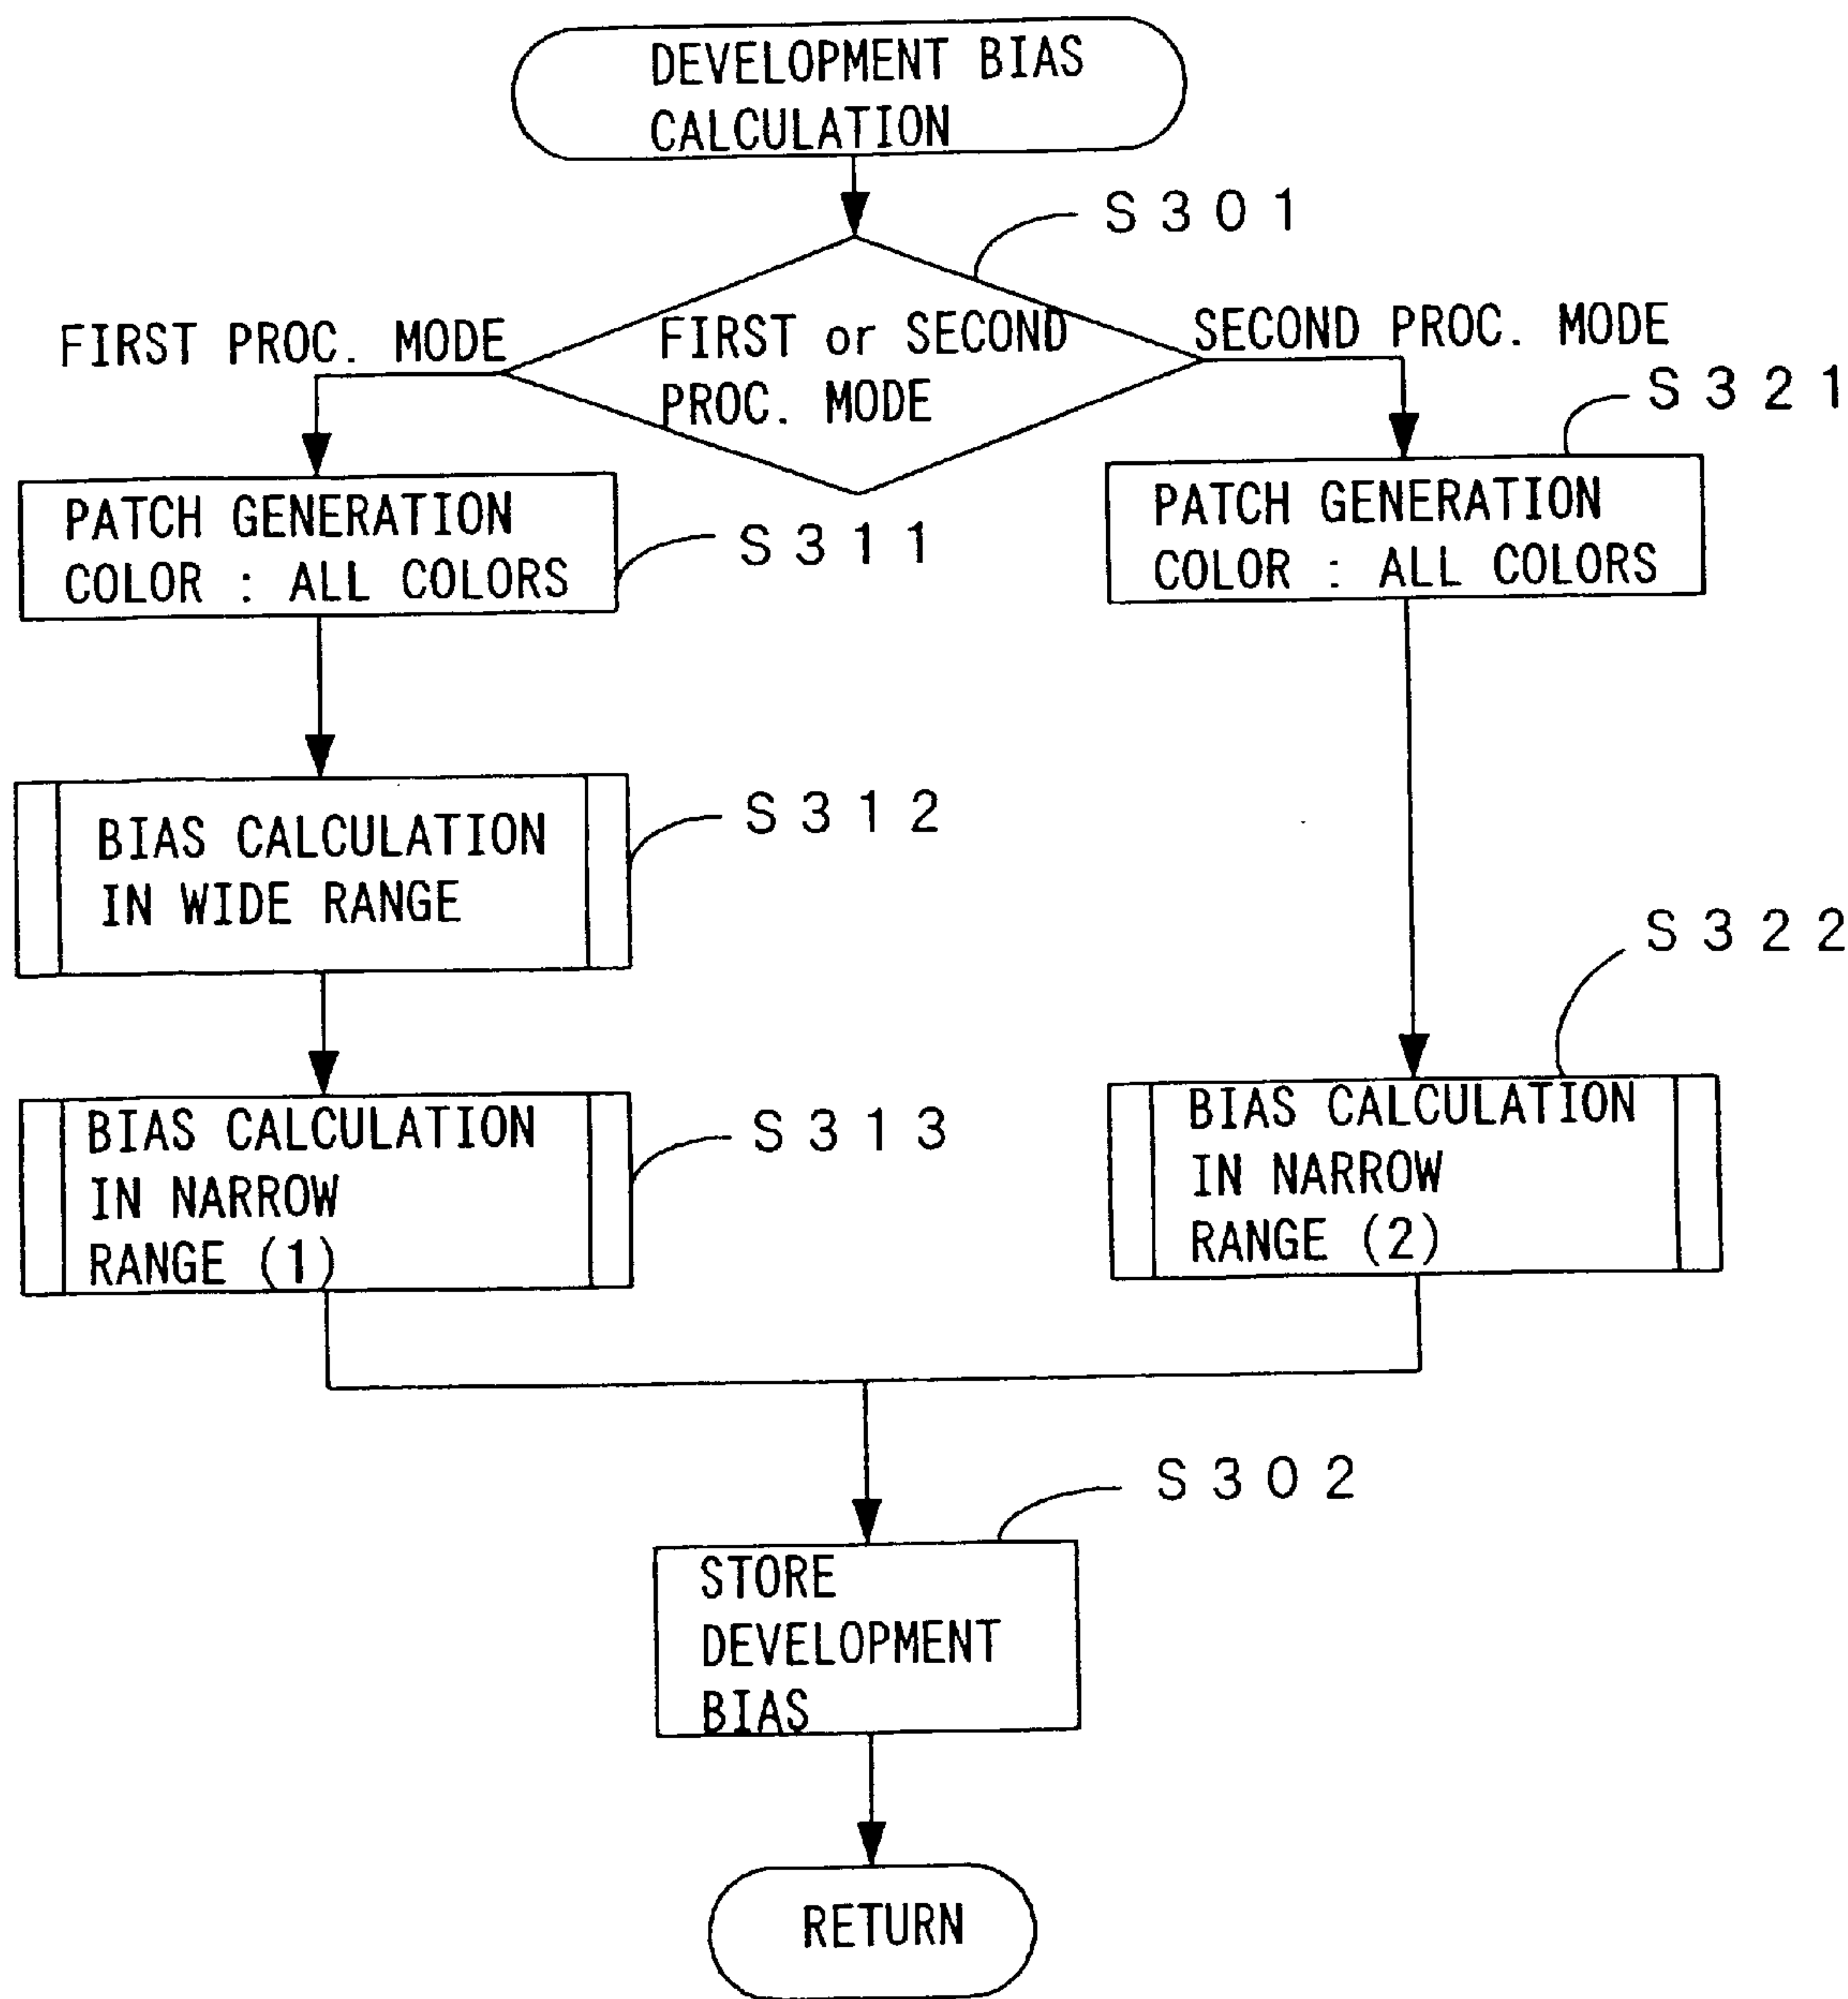 DEVELOPMENT BIAS
CALCULATION
S301
FIRST PROC. MODE
FIRST or SECOND
PROC. MODE
SECOND PROC. MODE
S321
PATCH GENERATION
COLOR : ALL COLORS
S311
PATCH GENERATION
COLOR : ALL COLORS
BIAS CALCULATION
IN WIDE RANGE
S312
S322
BIAS CALCULATION
IN NARROW
RANGE (1)
S313
BIAS CALCULATION
IN NARROW
RANGE (2)
S302
STORE
DEVELOPMENT
BIAS
RETURN